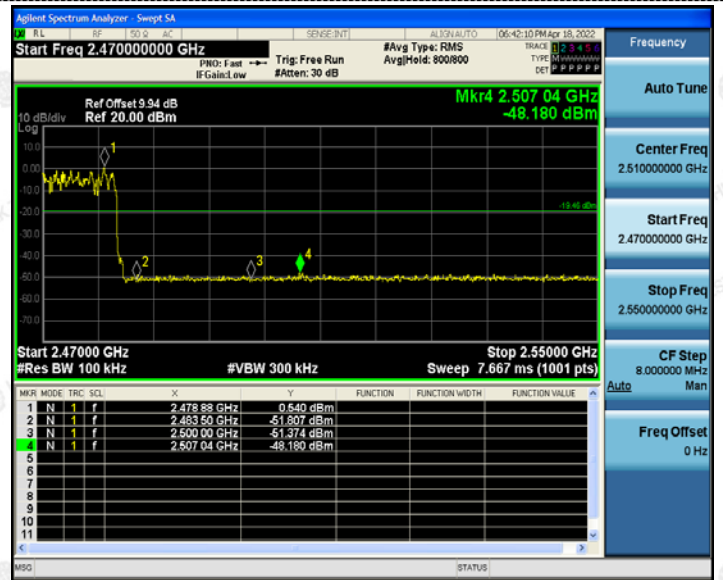 Agilent Spectrum Analyzer - Swept SA
RL RF 50 Ω AC SENSE:INT ALIGNAUTO 06:42:10 PM Apr 18, 2022
Start Freq 2.470000000 GHz
PNO: Fast
IFGain:Low
Trig: Free Run
#Atten: 30 dB
#Avg Type: RMS
Avg|Hold: 800/800
TRACE 1 2 3 4 5 6
TYPE M W W W W W
DET P P P P P P
Ref Offset 9.94 dB
10 dB/div Ref 20.00 dBm
Log
Mkr4 2.507 04 GHz
-48.180 dBm
10.0
0.00
-10.0
-20.0
-30.0
-40.0
-50.0
-60.0
-70.0
1
2
3
4
-19.46 dBm
Start 2.47000 GHz Stop 2.55000 GHz
#Res BW 100 kHz #VBW 300 kHz Sweep 7.667 ms (1001 pts)
MKR MODE TRC SCL X Y FUNCTION FUNCTION WIDTH FUNCTION VALUE
1 N 1 f 2.478 88 GHz 0.540 dBm
2 N 1 f 2.483 50 GHz -51.807 dBm
3 N 1 f 2.500 00 GHz -51.374 dBm
4 N 1 f 2.507 04 GHz -48.180 dBm
5
6
7
8
9
10
11
MSG STATUS
Frequency
Auto Tune
Center Freq
2.510000000 GHz
Start Freq
2.470000000 GHz
Stop Freq
2.550000000 GHz
CF Step
8.000000 MHz
Auto Man
Freq Offset
0 Hz